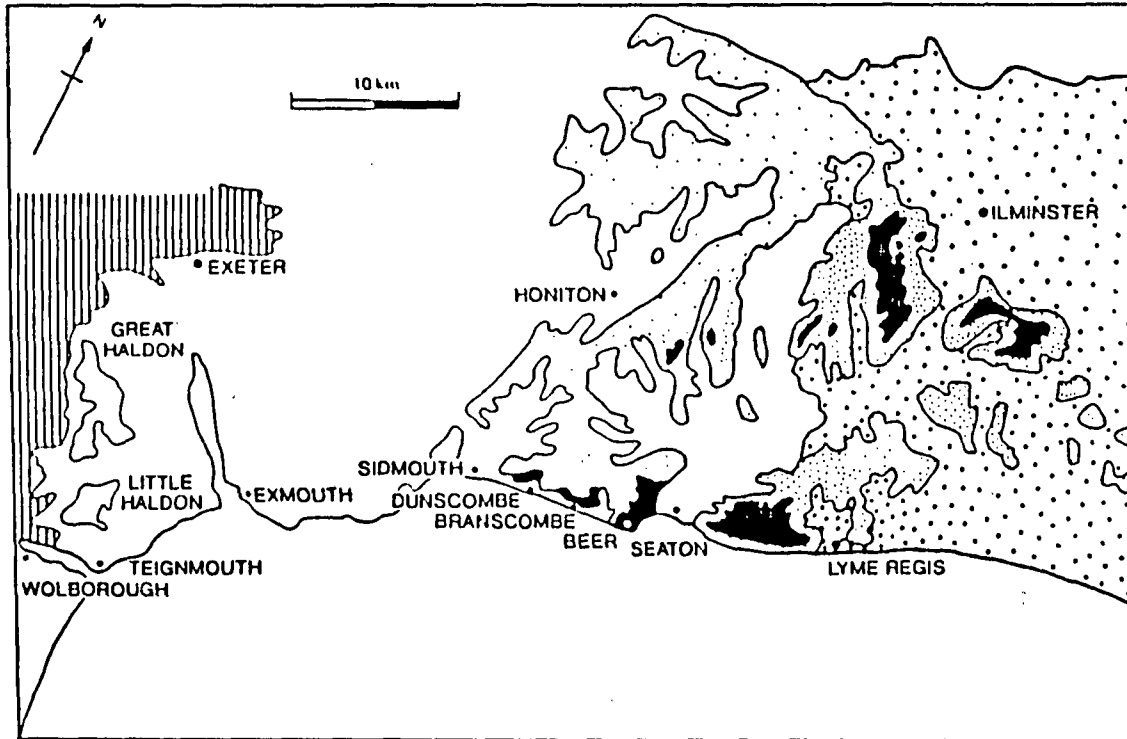 N
10 km
ILMINSTER
EXETER
HONITON
GREAT
HALDON
SIDMOUTH
LITTLE
HALDON
EXMOUTH
DUNSCOMBE
BRANSCOMBE
BEER
SEATON
LYME REGIS
TEIGNMOUTH
WOLBOROUGH